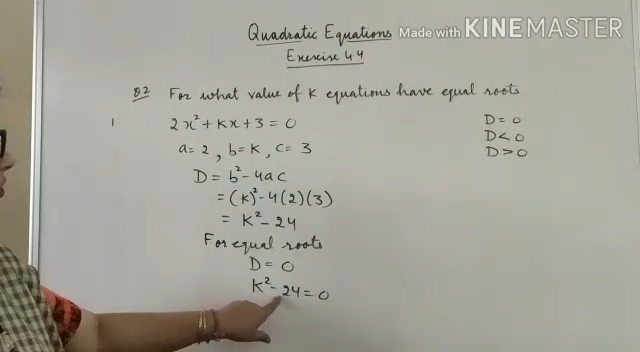 Quadratic Equations
Made with KINEMASTER
Exercise 4.4
Q2 For what value of K equations have equal roots
1 2x² + Kx + 3 = 0
D = 0
D < 0
D > 0
a = 2 , b = K , c = 3
D = b² - 4ac
= (K)² - 4(2)(3)
= K² - 24
For equal roots
D = 0
K² - 24 = 0